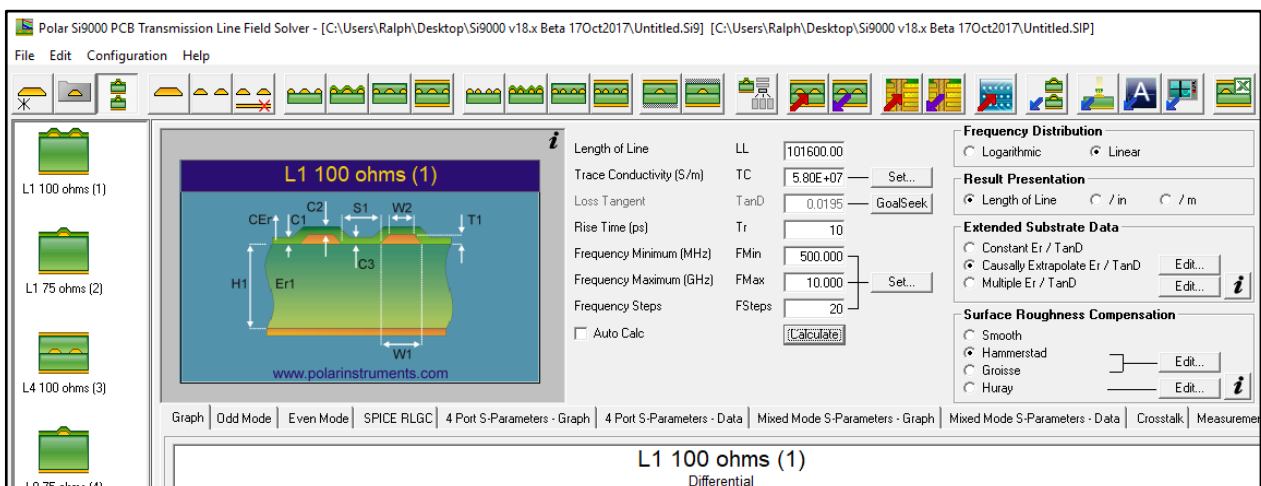 Polar Si9000 PCB Transmission Line Field Solver - [C:\Users\Ralph\Desktop\Si9000 v18.x Beta 17Oct2017\Untitled.Si9] [C:\Users\Ralph\Desktop\Si9000 v18.x Beta 17Oct2017\Untitled.SIP]
File Edit Configuration Help
A
L1 100 ohms (1)
L1 75 ohms (2)
L4 100 ohms (3)
L1 100 ohms (1)
CEr C1 C2 S1 W2 T1
C3
H1 Er1
W1
www.polarinstruments.com
i
Length of Line LL 101600.00
Trace Conductivity (S/m) TC 5.80E+07 Set...
Loss Tangent TanD 0.0195 GoalSeek
Rise Time (ps) Tr 10
Frequency Minimum (MHz) FMin 500.000
Frequency Maximum (GHz) FMax 10.000 Set...
Frequency Steps FSteps 20
Auto Calc Calculate
Frequency Distribution
Logarithmic Linear
Result Presentation
Length of Line / in / m
Extended Substrate Data
Constant Er / TanD
Causally Extrapolate Er / TanD Edit...
Multiple Er / TanD Edit... i
Surface Roughness Compensation
Smooth
Hammerstad Edit...
Groisse
Huray Edit... i
Graph Odd Mode Even Mode SPICE RLGC 4 Port S-Parameters - Graph 4 Port S-Parameters - Data Mixed Mode S-Parameters - Graph Mixed Mode S-Parameters - Data Crosstalk Measuremen
L1 100 ohms (1)
Differential